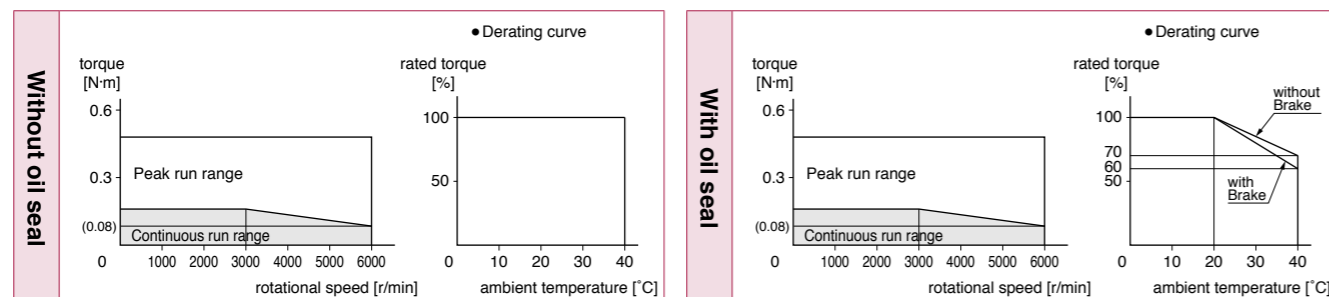 Without oil seal
● Derating curve
torque
[N·m]
0.6
0.3
(0.08)
0
Peak run range
Continuous run range
1000 2000 3000 4000 5000 6000
rotational speed [r/min]
rated torque
[%]
100
50
0 10 20 30 40
ambient temperature [˚C]
With oil seal
● Derating curve
torque
[N·m]
0.6
0.3
(0.08)
0
Peak run range
Continuous run range
1000 2000 3000 4000 5000 6000
rotational speed [r/min]
rated torque
[%]
without
Brake
100
70
60
50
with
Brake
0 10 20 30 40
ambient temperature [˚C]